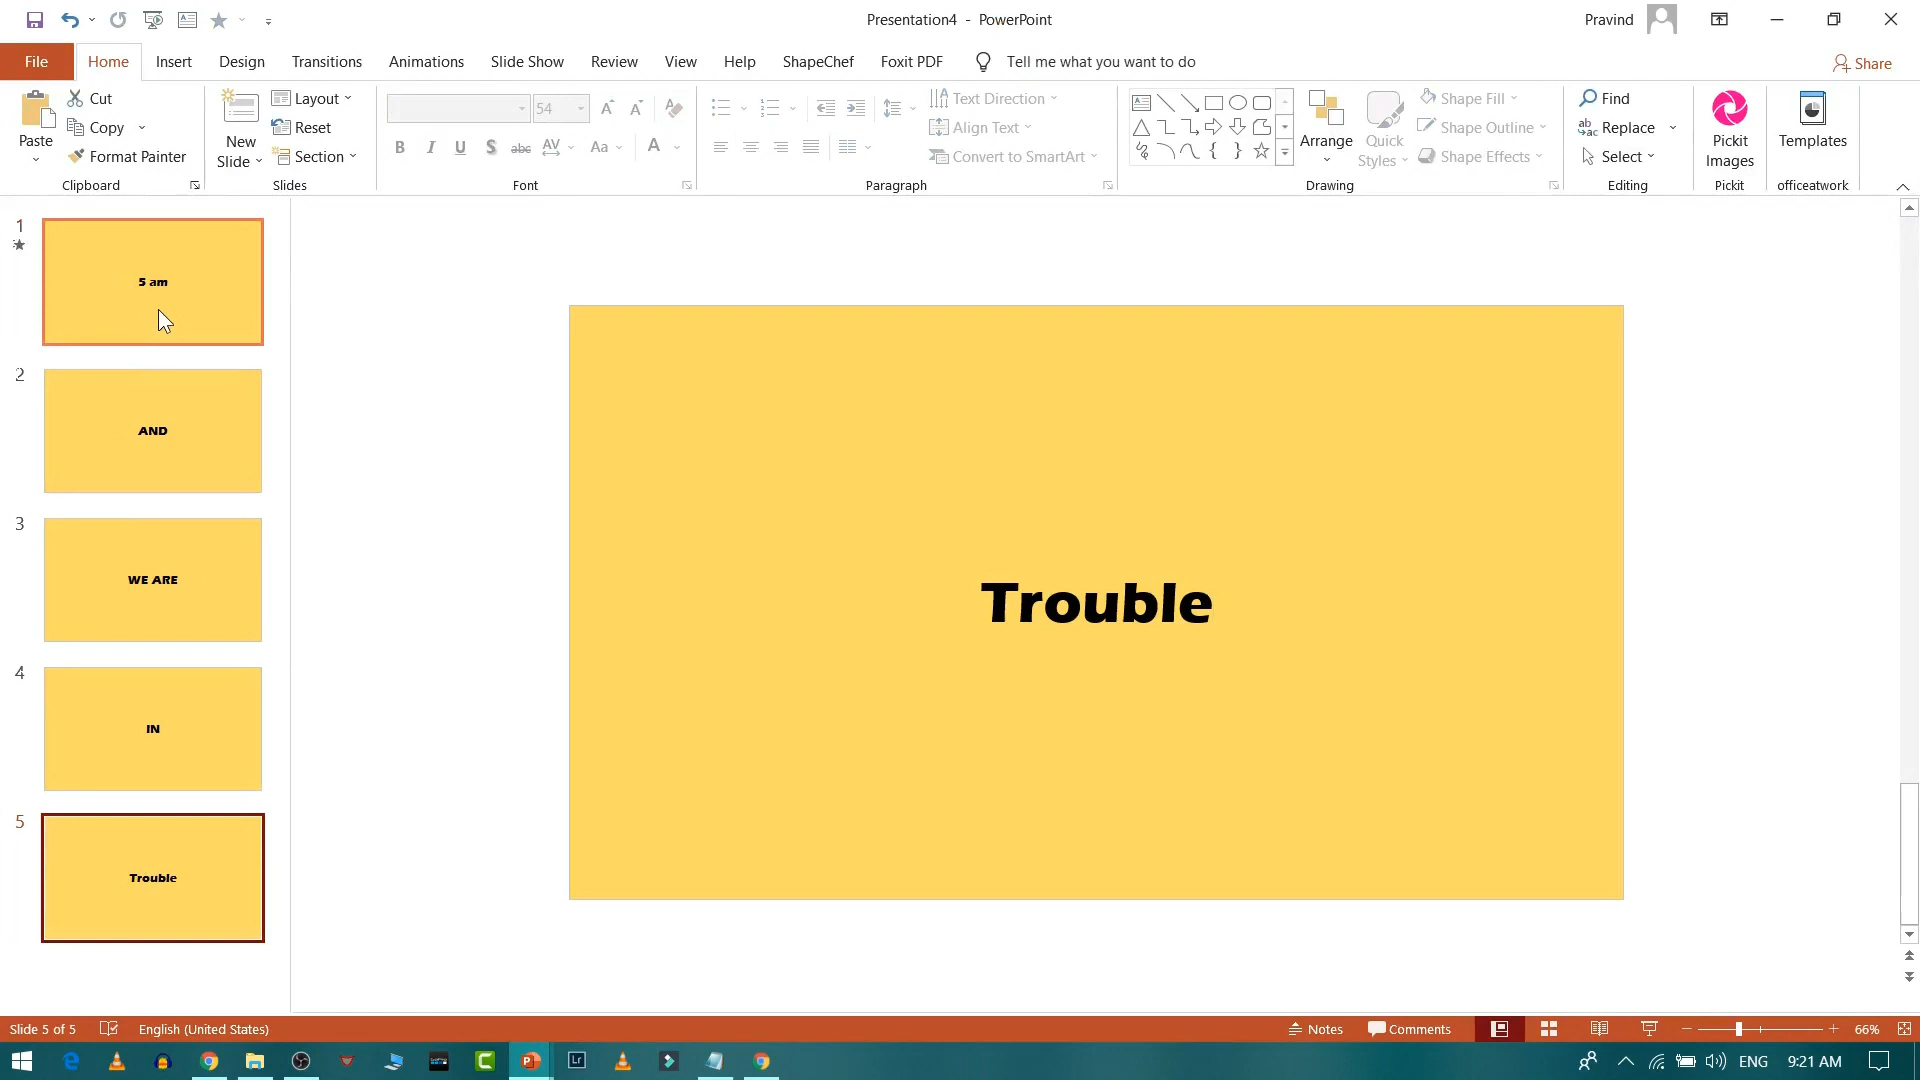 Presentation4 - PowerPoint
Pravind
File Home Insert Design Transitions Animations Slide Show Review View Help ShapeChef Foxit PDF Tell me what you want to do Share
Paste
Cut
Copy
Format Painter
Clipboard
New
Slide
Layout
Reset
Section
Slides
54
B I U S abc AV Aa A
Font
Text Direction
Align Text
Convert to SmartArt
Paragraph
Arrange
Quick
Styles
Shape Fill
Shape Outline
Shape Effects
Drawing
Find
Replace
Select
Editing
Pickit
Images
Pickit
Templates
officeatwork
1
5 am
2
AND
3
WE ARE
4
IN
5
Trouble
Trouble
Slide 5 of 5 English (United States) Notes Comments 66%
Lr ENG 9:21 AM